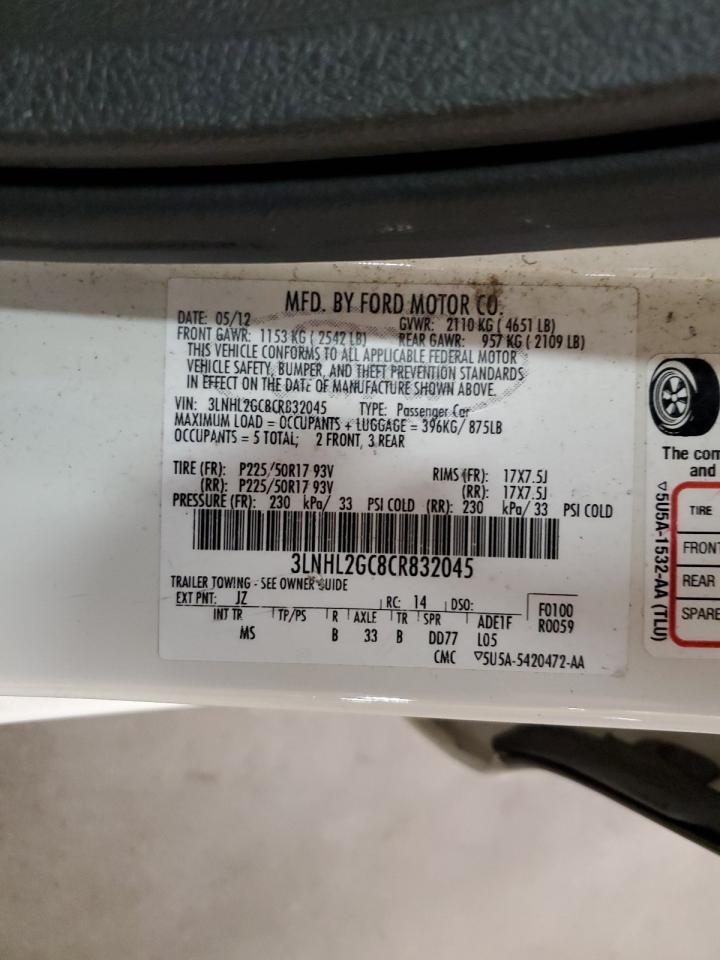 MFD. BY FORD MOTOR CO.
DATE: 05/12 GVWR: 2110 KG ( 4651 LB)
FRONT GAWR: 1153 KG ( 2542 LB) REAR GAWR: 957 KG ( 2109 LB)
THIS VEHICLE CONFORMS TO ALL APPLICABLE FEDERAL MOTOR
VEHICLE SAFETY, BUMPER, AND THEFT PREVENTION STANDARDS
IN EFFECT ON THE DATE OF MANUFACTURE SHOWN ABOVE.
VIN: 3LNHL2GC8CR832045 TYPE: Passenger Car
MAXIMUM LOAD = OCCUPANTS + LUGGAGE = 396KG/ 875LB
OCCUPANTS = 5 TOTAL; 2 FRONT, 3 REAR
TIRE (FR): P225/50R17 93V RIMS (FR): 17X7.5J
(RR): P225/50R17 93V (RR): 17X7.5J
PRESSURE (FR): 230 kPa/ 33 PSI COLD (RR): 230 kPa/ 33 PSI COLD
3LNHL2GC8CR832045
TRAILER TOWING - SEE OWNER GUIDE
EXT PNT: JZ RC: 14 DSO: F0100
INT TR TP/PS R AXLE TR SPR ADE1F R0059
MS B 33 B DD77 L05
CMC ▽5U5A-5420472-AA
The
and
▽5U5A-1532-AA (TLU)
TIRE
FRONT
REAR
SPARE